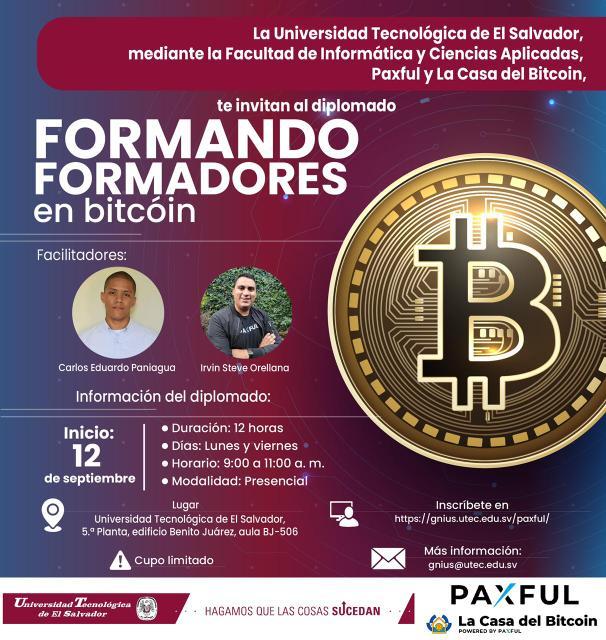 La Universidad Tecnológica de El Salvador,
mediante la Facultad de Informática y Ciencias Aplicadas,
Paxful y La Casa del Bitcoin,
te invitan al diplomado
FORMANDO
FORMADORES
en bitcóin
Facilitadores:
PAXFUL
Carlos Eduardo Paniagua
Irvin Steve Orellana
Información del diplomado:
Inicio:
12
de septiembre
• Duración: 12 horas
• Días: Lunes y viernes
• Horario: 9:00 a 11:00 a. m.
• Modalidad: Presencial
Lugar
Universidad Tecnológica de El Salvador,
5.ª Planta, edificio Benito Juárez, aula BJ-506
Cupo limitado
Inscríbete en
https://gnius.utec.edu.sv/paxful/
Más información:
gnius@utec.edu.sv
Universidad Tecnológica
de El Salvador
HAGAMOS QUE LAS COSAS SUCEDAN
PAXFUL
La Casa del Bitcoin
POWERED BY PAXFUL